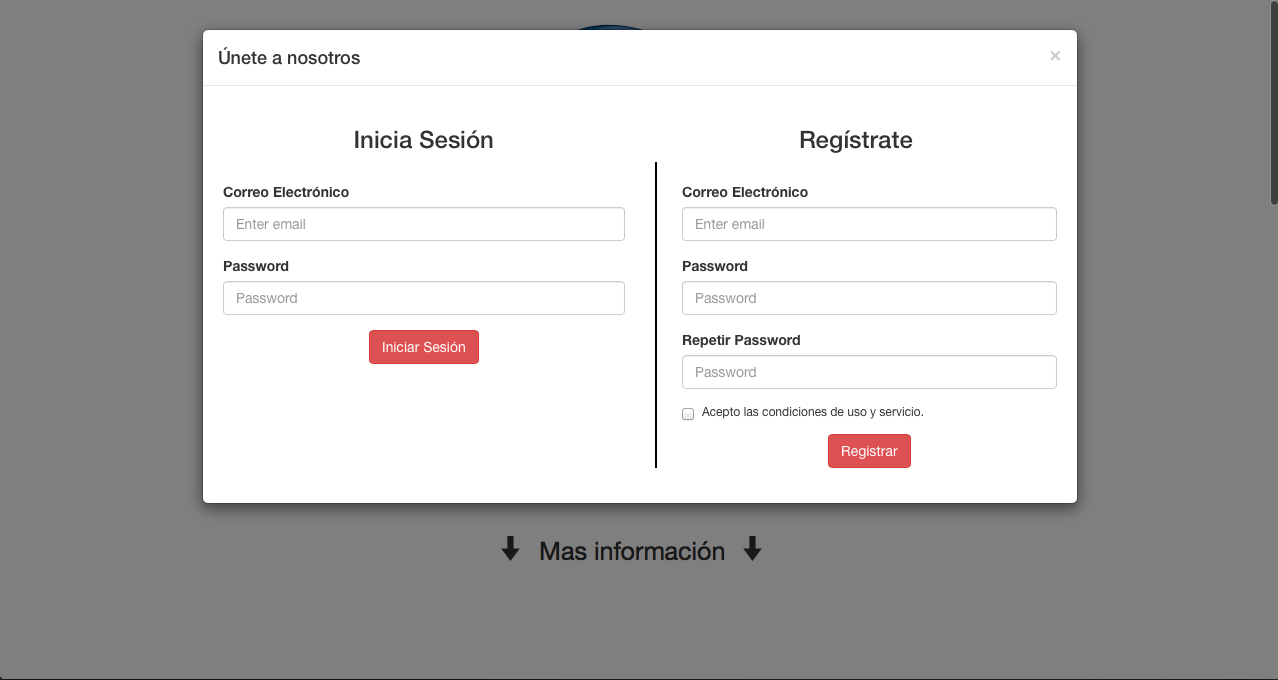 Únete a nosotros
×
Inicia Sesión
Correo Electrónico
Enter email
Password
Password
Iniciar Sesión
Regístrate
Correo Electrónico
Enter email
Password
Password
Repetir Password
Password
Acepto las condiciones de uso y servicio.
Registrar
Mas información